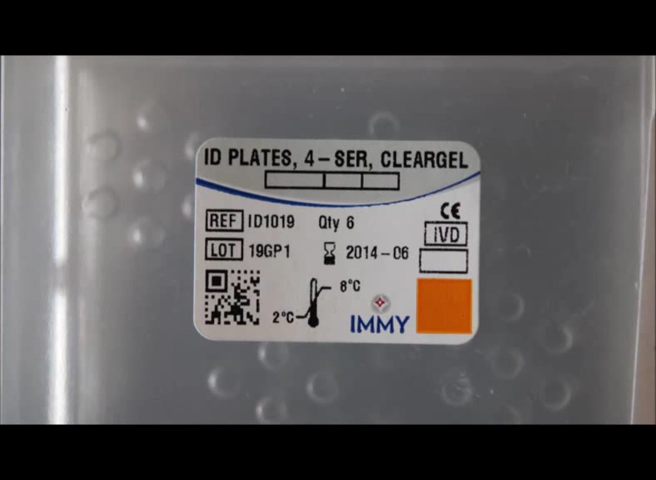 ID PLATES, 4-SER, CLEARGEL
REF ID1019 Qty 6
CE
IVD
LOT 19GP1 2014-06
8°C
2°C
IMMY